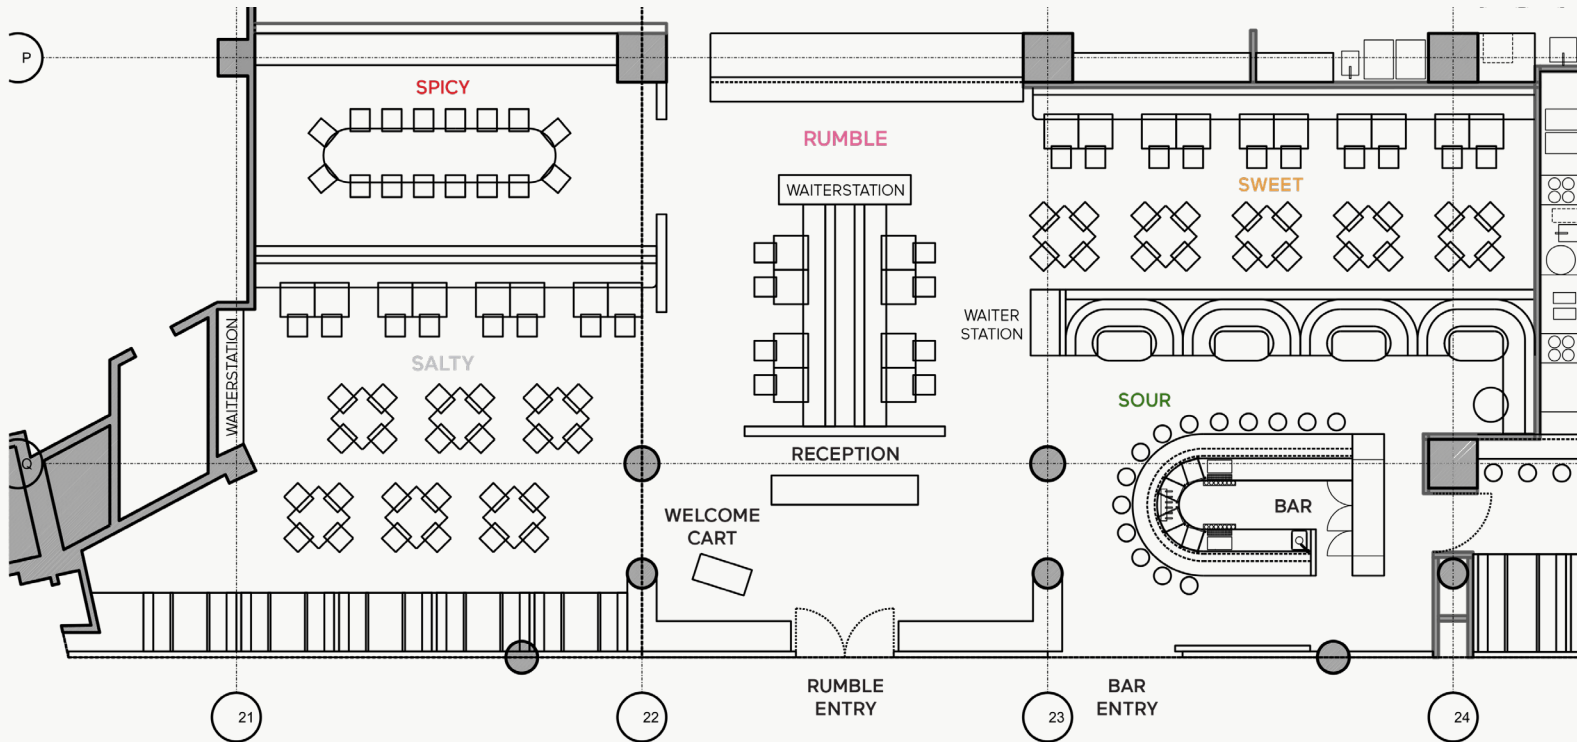 P
SPICY
RUMBLE
WAITERSTATION
SWEET
WAITER
STATION
WAITERSTATION
SALTY
SOUR
RECEPTION
Q
WELCOME
CART
BAR
RUMBLE
ENTRY
BAR
ENTRY
21
22
23
24